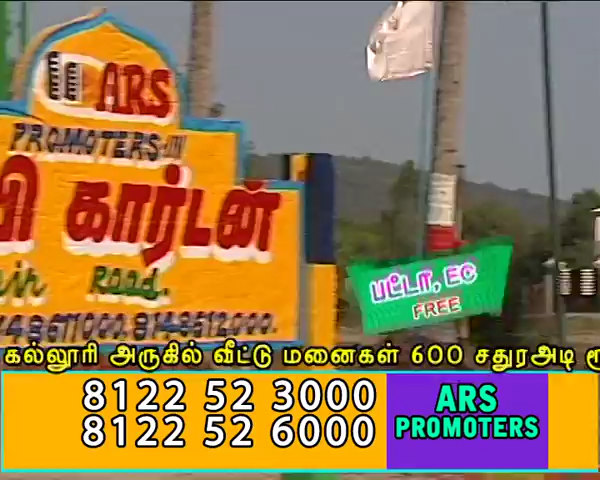 ARS
PROMOTERS
பி கார்டன்
Road.
பட்டா, EC
FREE
கல்லூரி அருகில் வீட்டு மனைகள் 600 சதுரஅடி ரூ
8122 52 3000
8122 52 6000
ARS
PROMOTERS